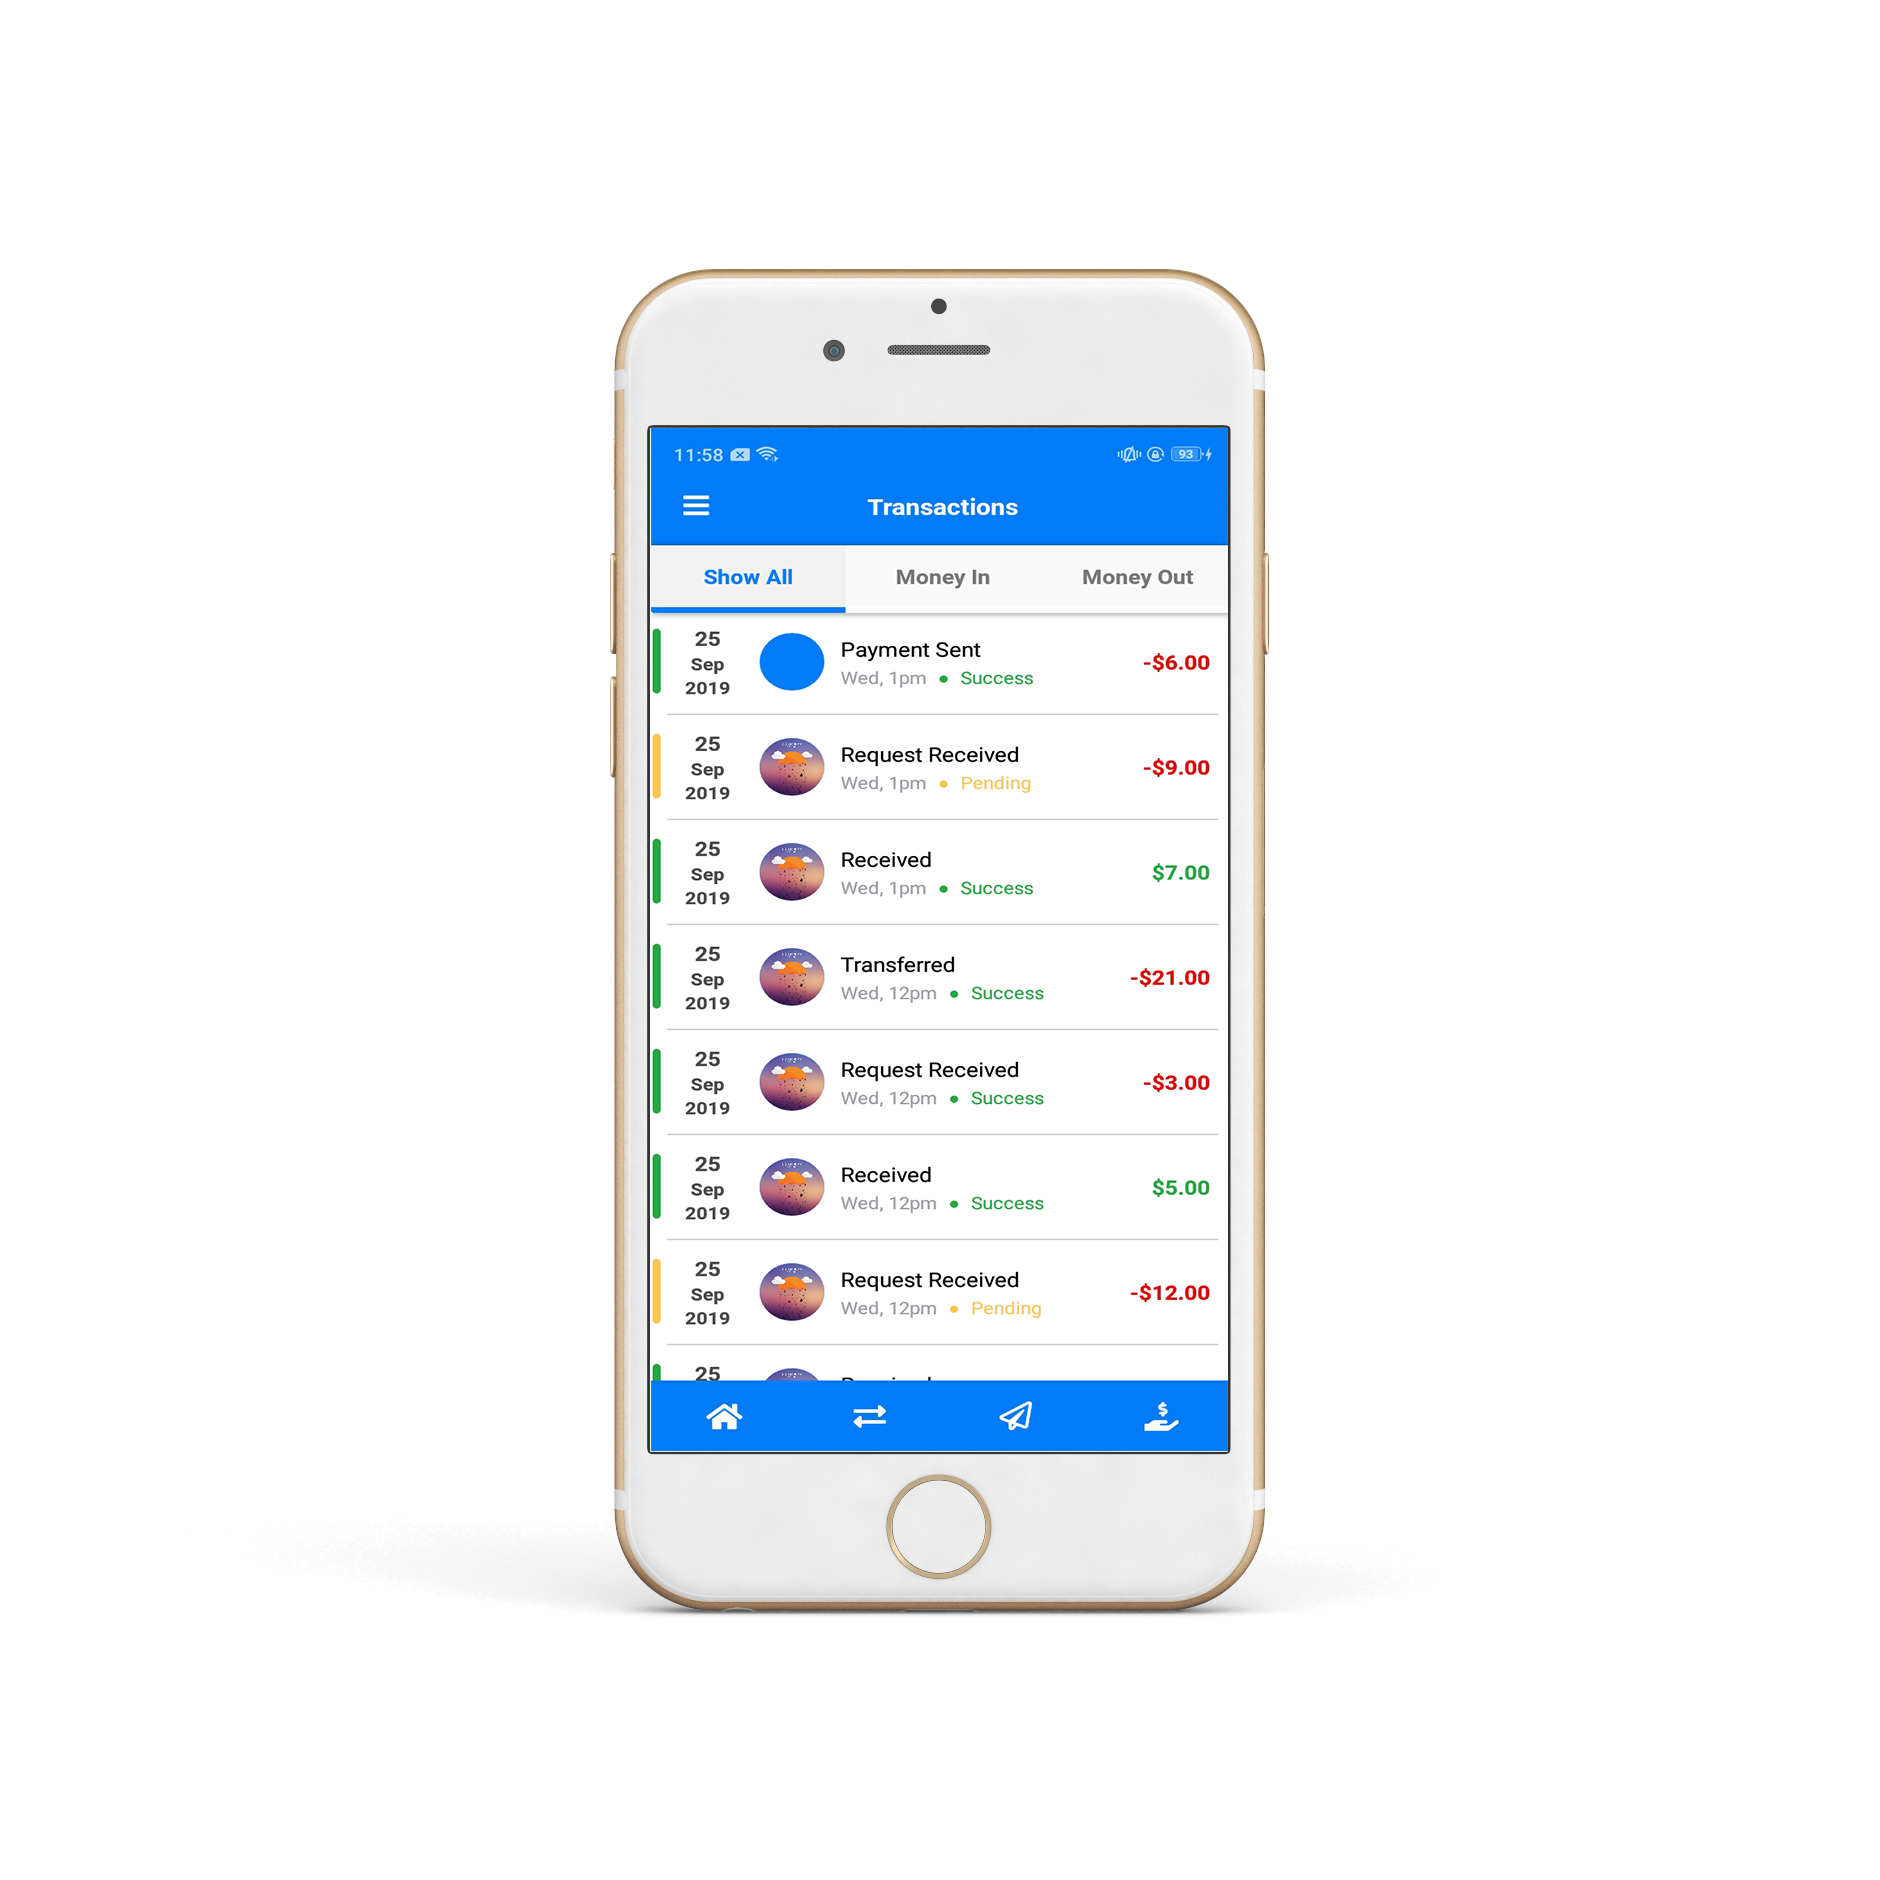 11:58 93
Transactions
Show All Money In Money Out
25
Sep
2019
Payment Sent
Wed, 1pm • Success
-$6.00
25
Sep
2019
Request Received
Wed, 1pm • Pending
-$9.00
25
Sep
2019
Received
Wed, 1pm • Success
$7.00
25
Sep
2019
Transferred
Wed, 12pm • Success
-$21.00
25
Sep
2019
Request Received
Wed, 12pm • Success
-$3.00
25
Sep
2019
Received
Wed, 12pm • Success
$5.00
25
Sep
2019
Request Received
Wed, 12pm • Pending
-$12.00
25